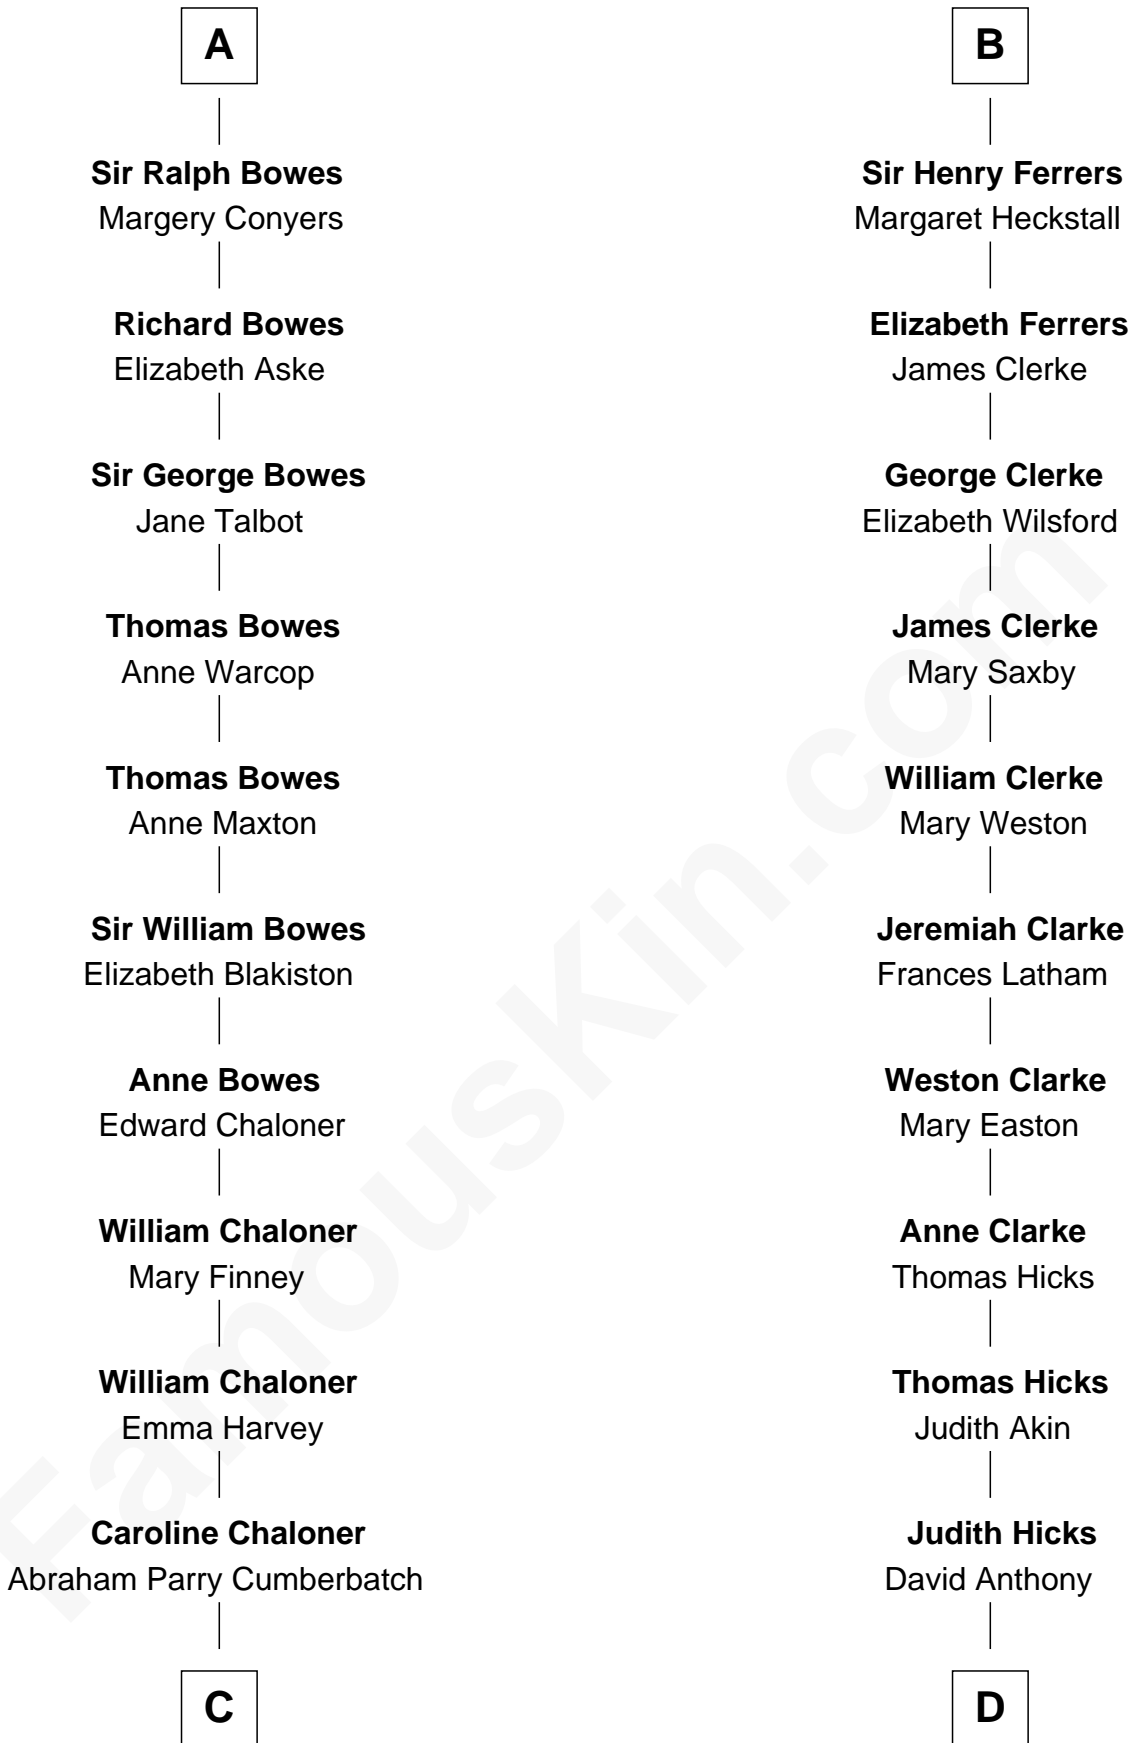 A
Sir Ralph Bowes
Margery Conyers
Richard Bowes
Elizabeth Aske
Sir George Bowes
Jane Talbot
Thomas Bowes
Anne Warcop
Thomas Bowes
Anne Maxton
Sir William Bowes
Elizabeth Blakiston
Anne Bowes
Edward Chaloner
William Chaloner
Mary Finney
William Chaloner
Emma Harvey
Caroline Chaloner
Abraham Parry Cumberbatch
C
B
Sir Henry Ferrers
Margaret Heckstall
Elizabeth Ferrers
James Clerke
George Clerke
Elizabeth Wilsford
James Clerke
Mary Saxby
William Clerke
Mary Weston
Jeremiah Clarke
Frances Latham
Weston Clarke
Mary Easton
Anne Clarke
Thomas Hicks
Thomas Hicks
Judith Akin
Judith Hicks
David Anthony
D
FamousKin.com